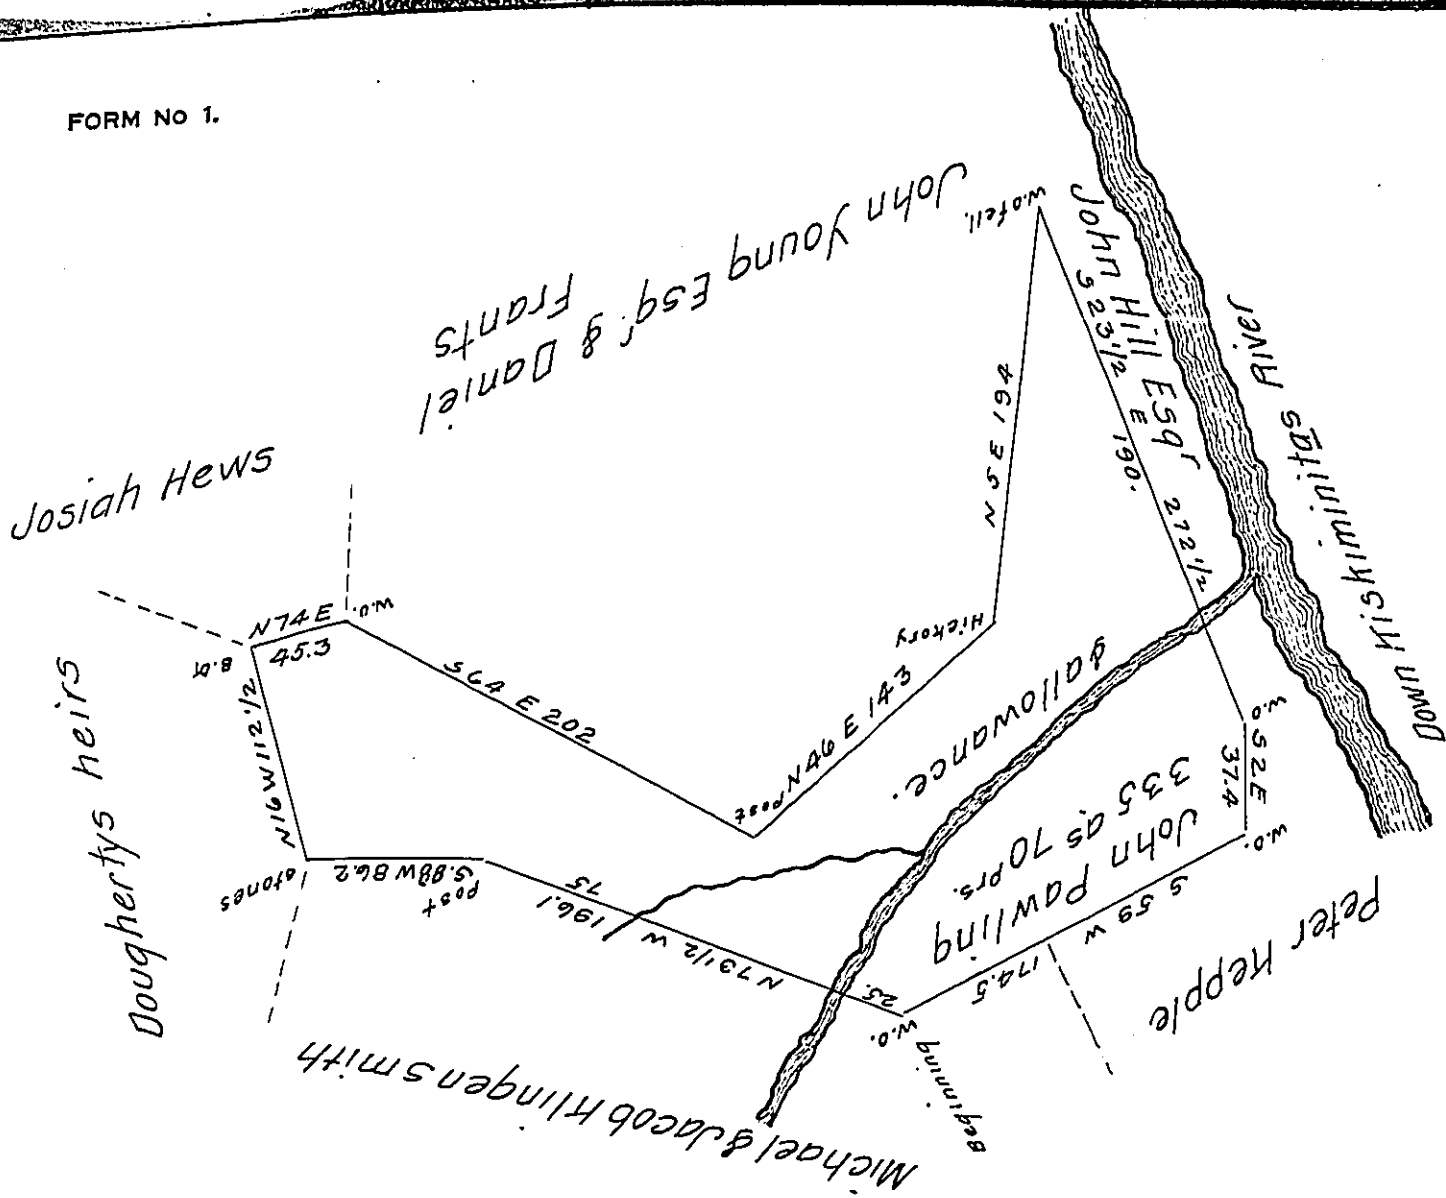 FORM No 1.
John Young Esqr & Daniel
Frants
Josiah Hews
Doughertys heirs
Michael & Jacob Klingensmith
Peter Kepple
John Hill Esqr
River
Kiskiminitas
Down
John Pawling
335 as 70 prs.
& allowance.
Beginning
W.O.
25.
N 73 1/2 W 196.1
75
Post
S. 88 W 86.2
stones
N 16 W 112 1/2
N 74 E
45.3
W.O.
S 64 E 202
Post
N 46 E 143
Hickory
N 5 E 194
W.O fell.
S 23 1/2 E 190.
272 1/2
W.O
S 2 E
37.4
W.O.
S 59 W
174.5